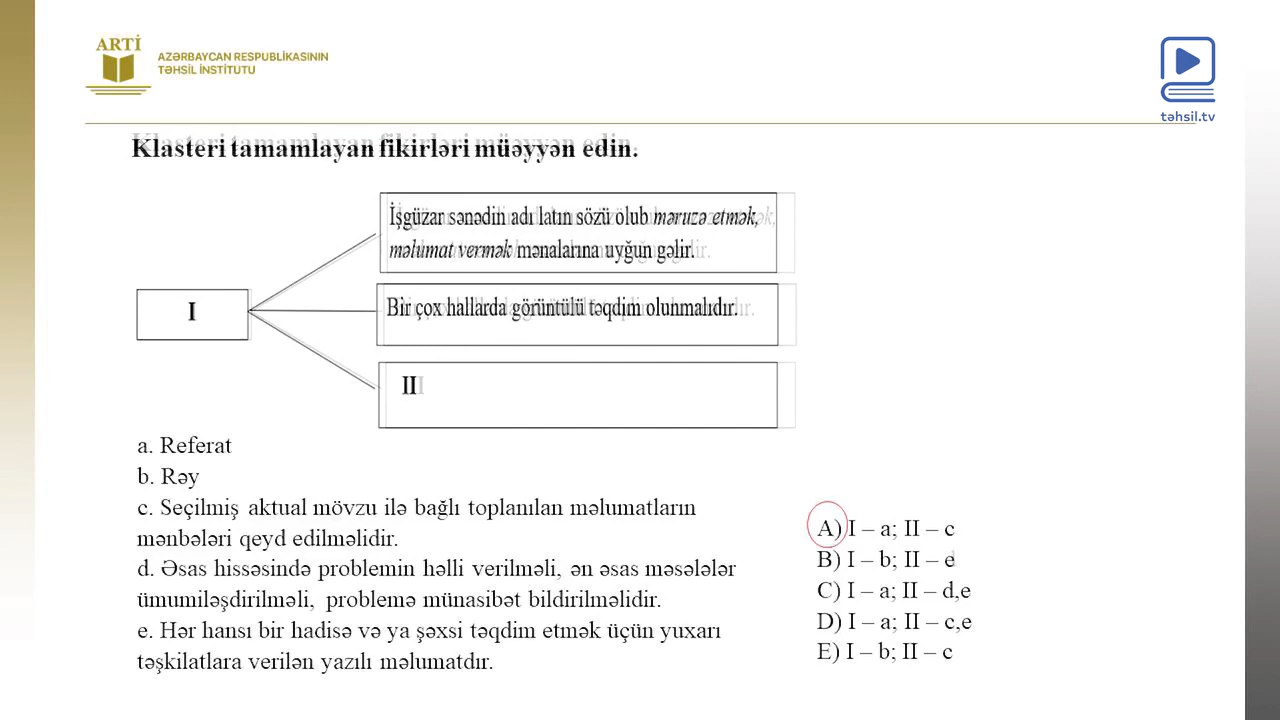 ARTİ
AZƏRBAYCAN RESPUBLİKASININ
TƏHSİL İNSTİTUTU
təhsil.tv
Klasteri tamamlayan fikirləri müəyyən edin.
İşgüzar sənədin adı latın sözü olub məruzə etmək,
məlumat vermək mənalarına uyğun gəlir.
I
Bir çox hallarda görüntülü təqdim olunmalıdır.
II
a. Referat
b. Rəy
c. Seçilmiş aktual mövzu ilə bağlı toplanılan məlumatların
mənbələri qeyd edilməlidir.
d. Əsas hissəsində problemin həlli verilməli, ən əsas məsələlər
ümumiləşdirilməli, problemə münasibət bildirilməlidir.
e. Hər hansı bir hadisə və ya şəxsi təqdim etmək üçün yuxarı
təşkilatlara verilən yazılı məlumatdır.
A) I – a; II – c
B) I – b; II – e
C) I – a; II – d,e
D) I – a; II – c,e
E) I – b; II – c